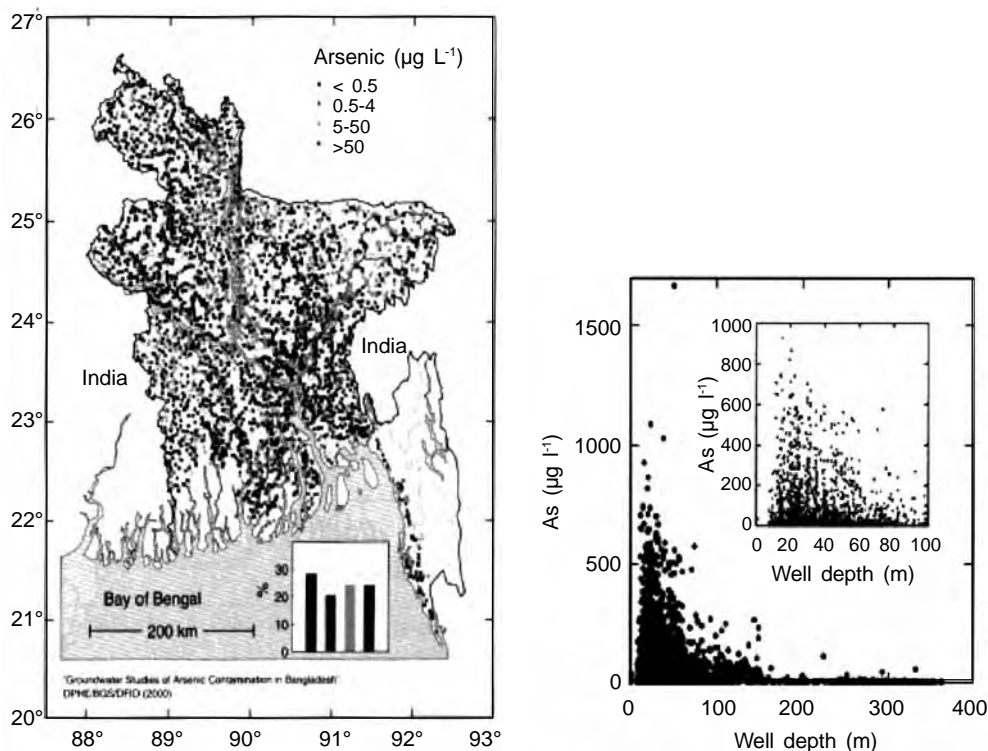 27°
26°
25°
24°
23°
22°
21°
20°
Arsenic (µg L-1)
< 0.5
0.5-4
5-50
>50
India
India
Bay of Bengal
200 km
%
30
20
10
0
'Groundwater Studies of Arsenic Contamination in Bangladesh'
DPHE/BGS/DFID (2000)
88° 89° 90° 91° 92° 93°
1500
1000
500
0
As (µg l-1)
0 100 200 300 400
Well depth (m)
1000
800
600
400
200
0
As (µg l-1)
0 20 40 60 80 100
Well depth (m)